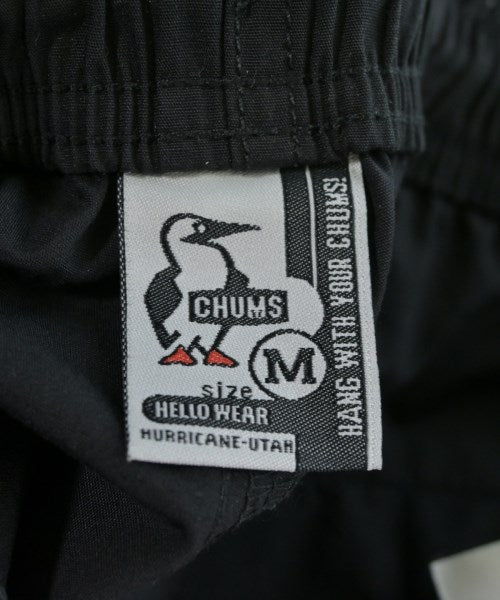 CHUMS
M
size
HELLO WEAR
HURRICANE-UTAH
HANG WITH YOUR CHUMS!